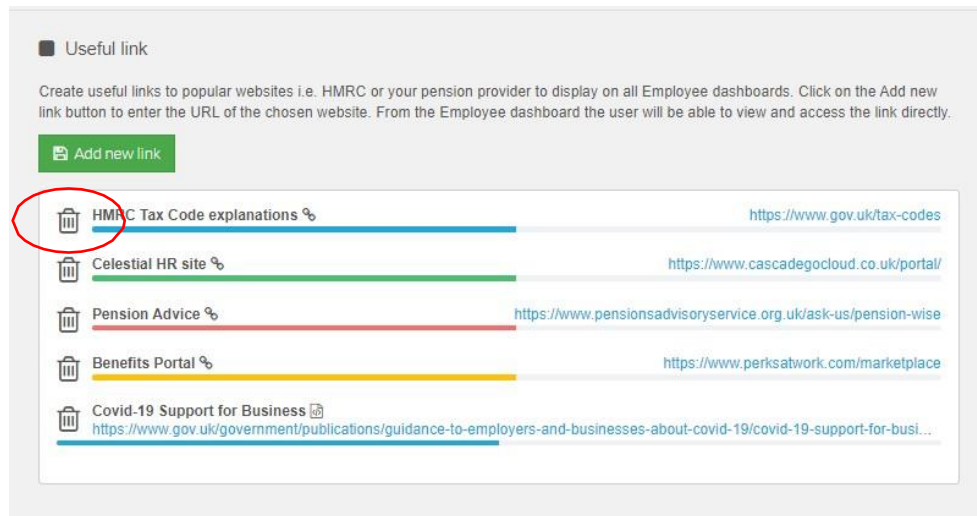 Useful link
Create useful links to popular websites i.e. HMRC or your pension provider to display on all Employee dashboards. Click on the Add new
link button to enter the URL of the chosen website. From the Employee dashboard the user will be able to view and access the link directly.
Add new link
HMRC Tax Code explanations https://www.gov.uk/tax-codes
Celestial HR site https://www.cascadegocloud.co.uk/portal/
Pension Advice https://www.pensionsadvisoryservice.org.uk/ask-us/pension-wise
Benefits Portal https://www.perksatwork.com/marketplace
Covid-19 Support for Business
https://www.gov.uk/government/publications/guidance-to-employers-and-businesses-about-covid-19/covid-19-support-for-busi...